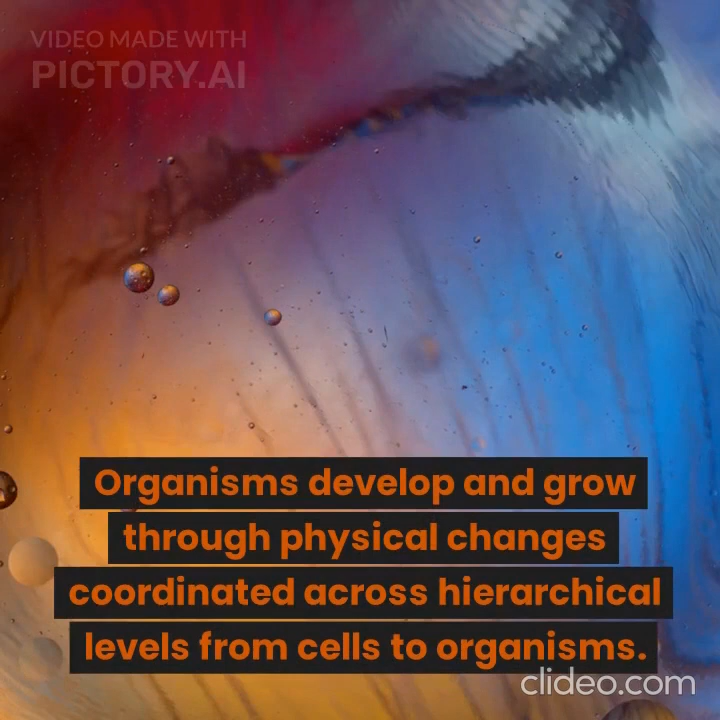 VIDEO MADE WITH
PICTORY.AI
Organisms develop and grow
through physical changes
coordinated across hierarchical
levels from cells to organisms.
clideo.com